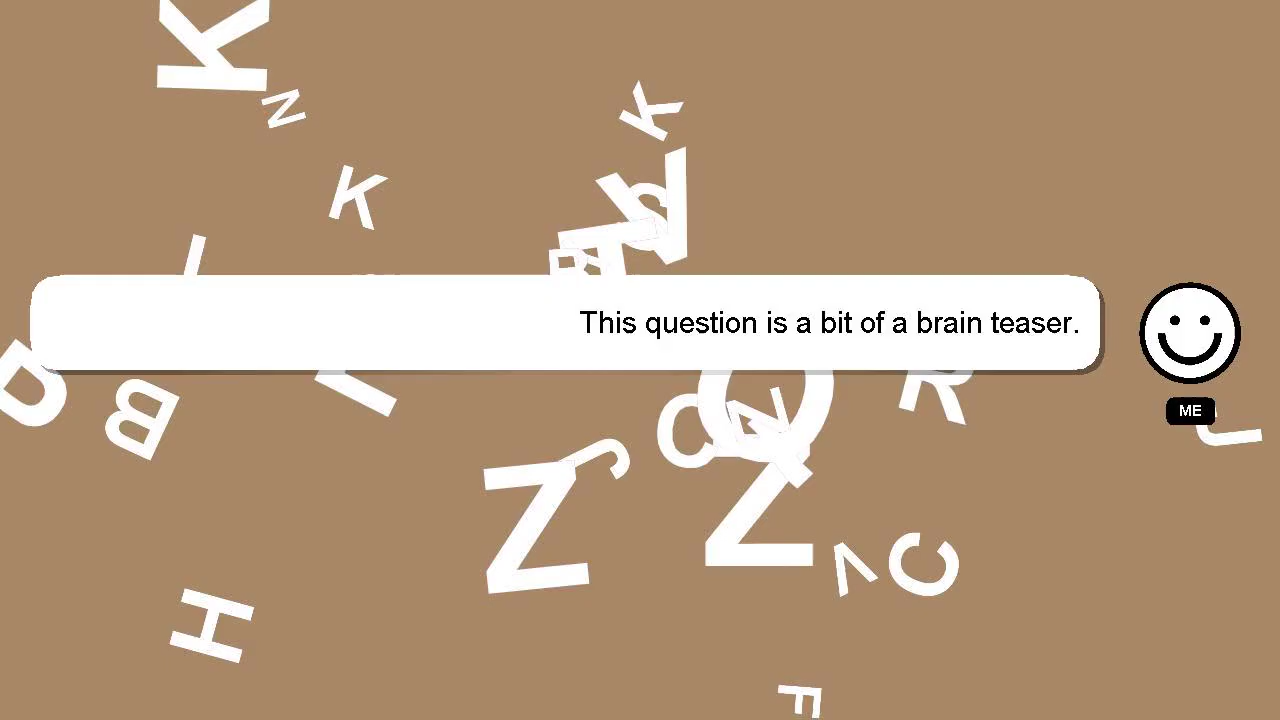 This question is a bit of a brain teaser.
ME
K
N
K
K
S
R
B
J
C
N
Q
R
J
Z
Z
V
C
H
F